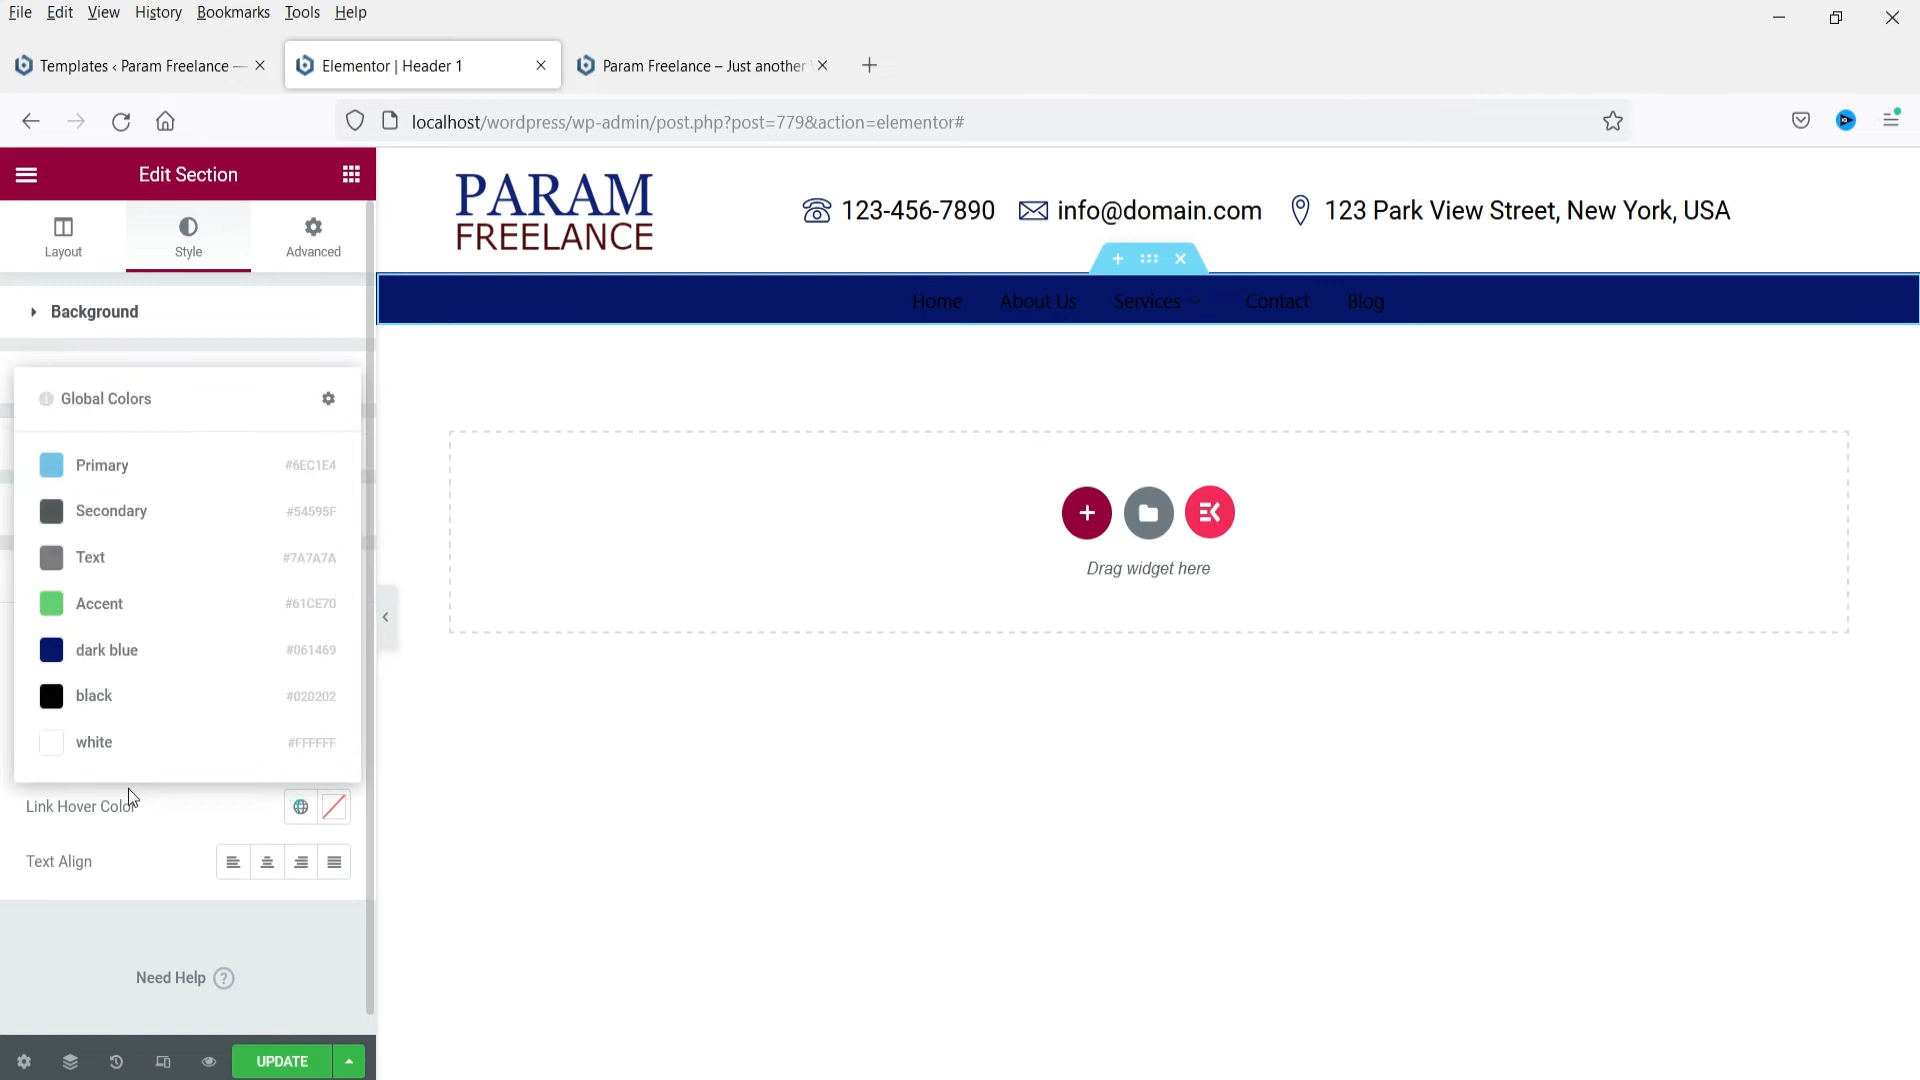 File Edit View History Bookmarks Tools Help
Templates ‹ Param Freelance —
Elementor | Header 1
Param Freelance – Just another
localhost/wordpress/wp-admin/post.php?post=779&action=elementor#
Edit Section
Layout
Style
Advanced
Background
Global Colors
Primary #6EC1E4
Secondary #54595F
Text #7A7A7A
Accent #61CE70
dark blue #061469
black #020202
white #FFFFFF
Link Hover Color
Text Align
Need Help ?
UPDATE
PARAM
FREELANCE
123-456-7890
info@domain.com
123 Park View Street, New York, USA
Home About Us Services Contact Blog
Drag widget here